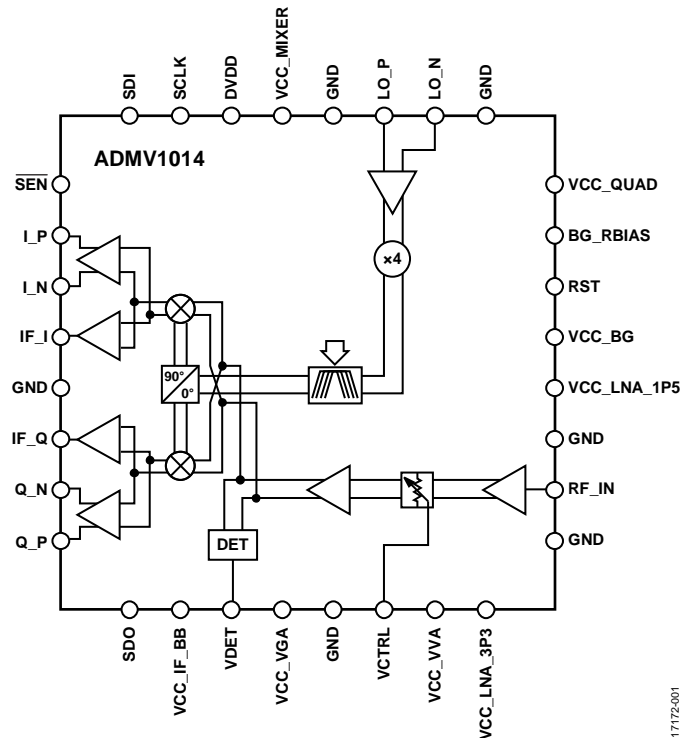 SDI
SCLK
DVDD
VCC_MIXER
GND
LO_P
LO_N
GND
ADMV1014
SEN
I_P
I_N
IF_I
GND
IF_Q
Q_N
Q_P
×4
90°
0°
DET
VCC_QUAD
BG_RBIAS
RST
VCC_BG
VCC_LNA_1P5
GND
RF_IN
GND
SDO
VCC_IF_BB
VDET
VCC_VGA
GND
VCTRL
VCC_VVA
VCC_LNA_3P3
17172-001